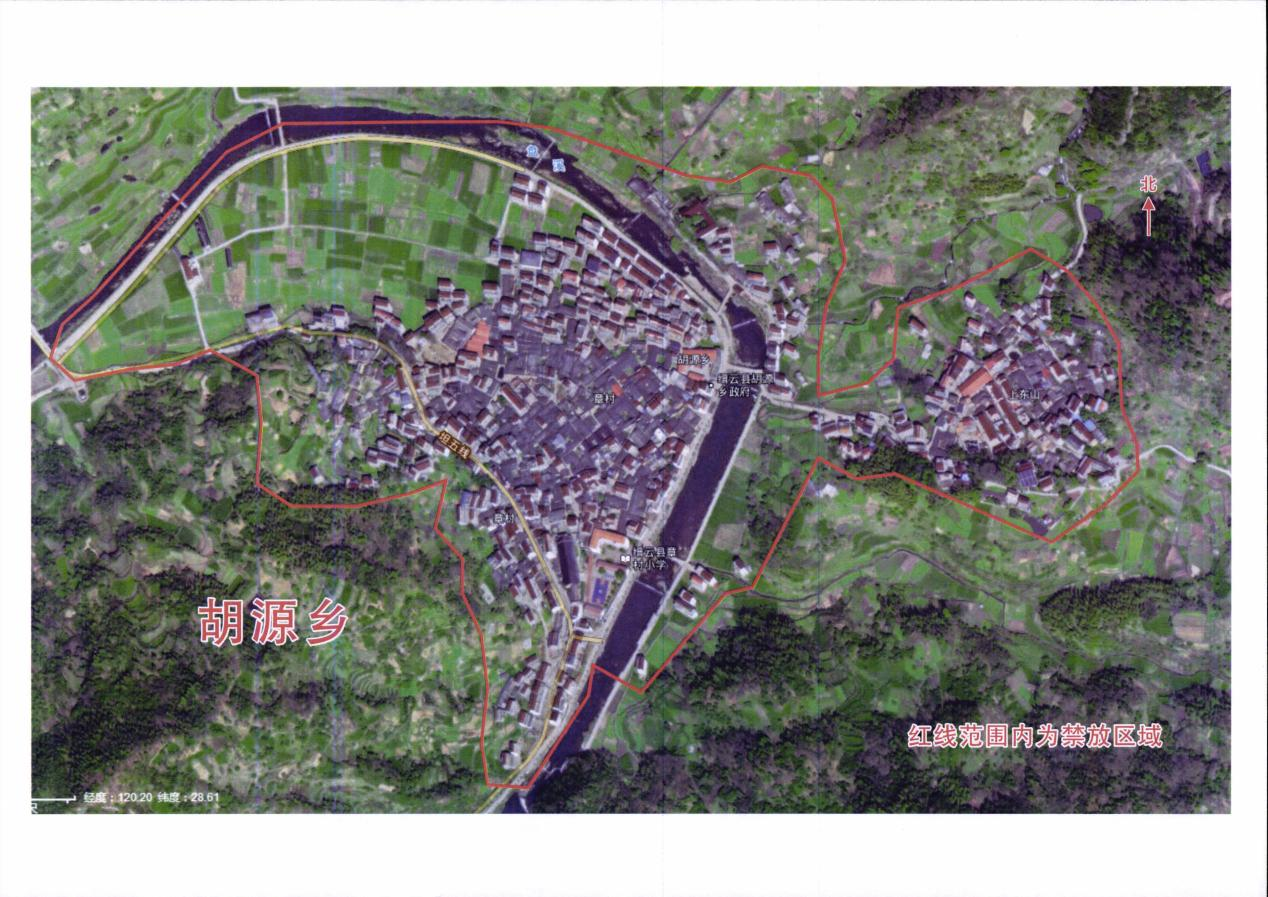 北
盘
溪
胡源乡
缙云县胡源
乡政府
章村
上东山
坦五线
章村
缙云县章
村小学
胡源乡
红线范围内为禁放区域
经度：120.20 纬度：28.61